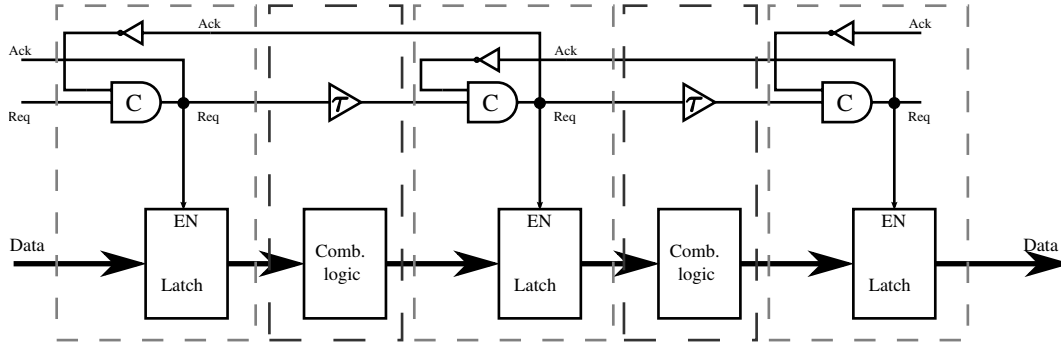 Ack
Ack
Ack
Ack
C
τ
C
τ
C
Req
Req
Req
Req
EN
EN
EN
Data
Comb.
logic
Comb.
logic
Data
Latch
Latch
Latch